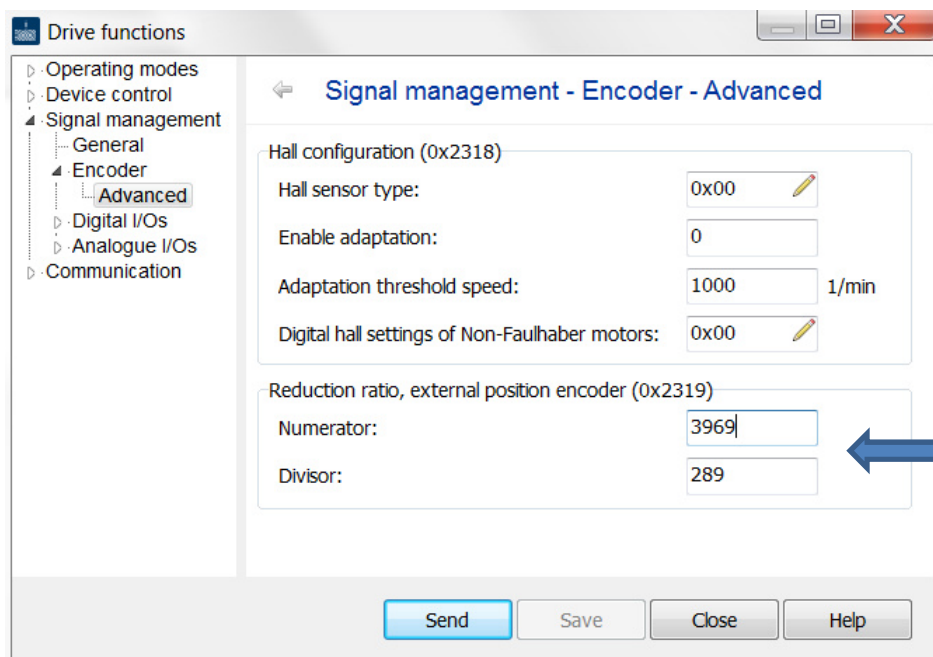 Drive functions
Operating modes
Device control
Signal management
General
Encoder
Advanced
Digital I/Os
Analogue I/Os
Communication
Signal management - Encoder - Advanced
Hall configuration (0x2318)
Hall sensor type: 0x00
Enable adaptation: 0
Adaptation threshold speed: 1000 1/min
Digital hall settings of Non-Faulhaber motors: 0x00
Reduction ratio, external position encoder (0x2319)
Numerator: 3969
Divisor: 289
Send Save Close Help